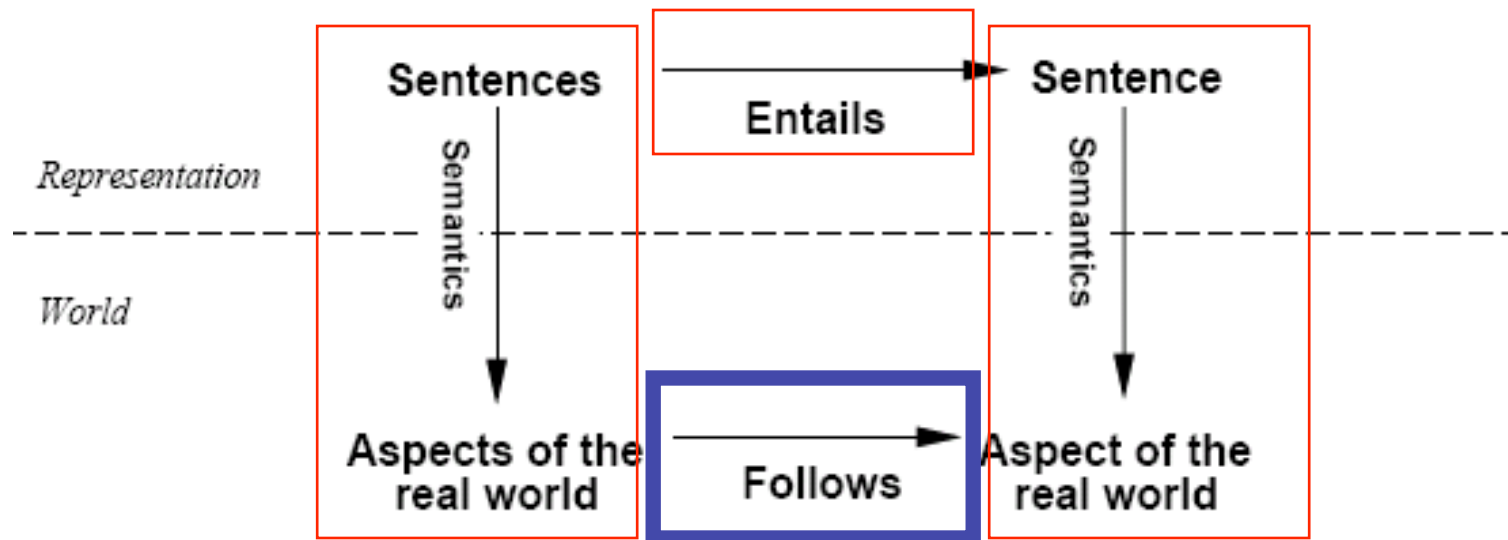 Sentences
Entails
Sentence
Semantics
Semantics
Representation
World
Aspects of the
real world
Follows
Aspect of the
real world